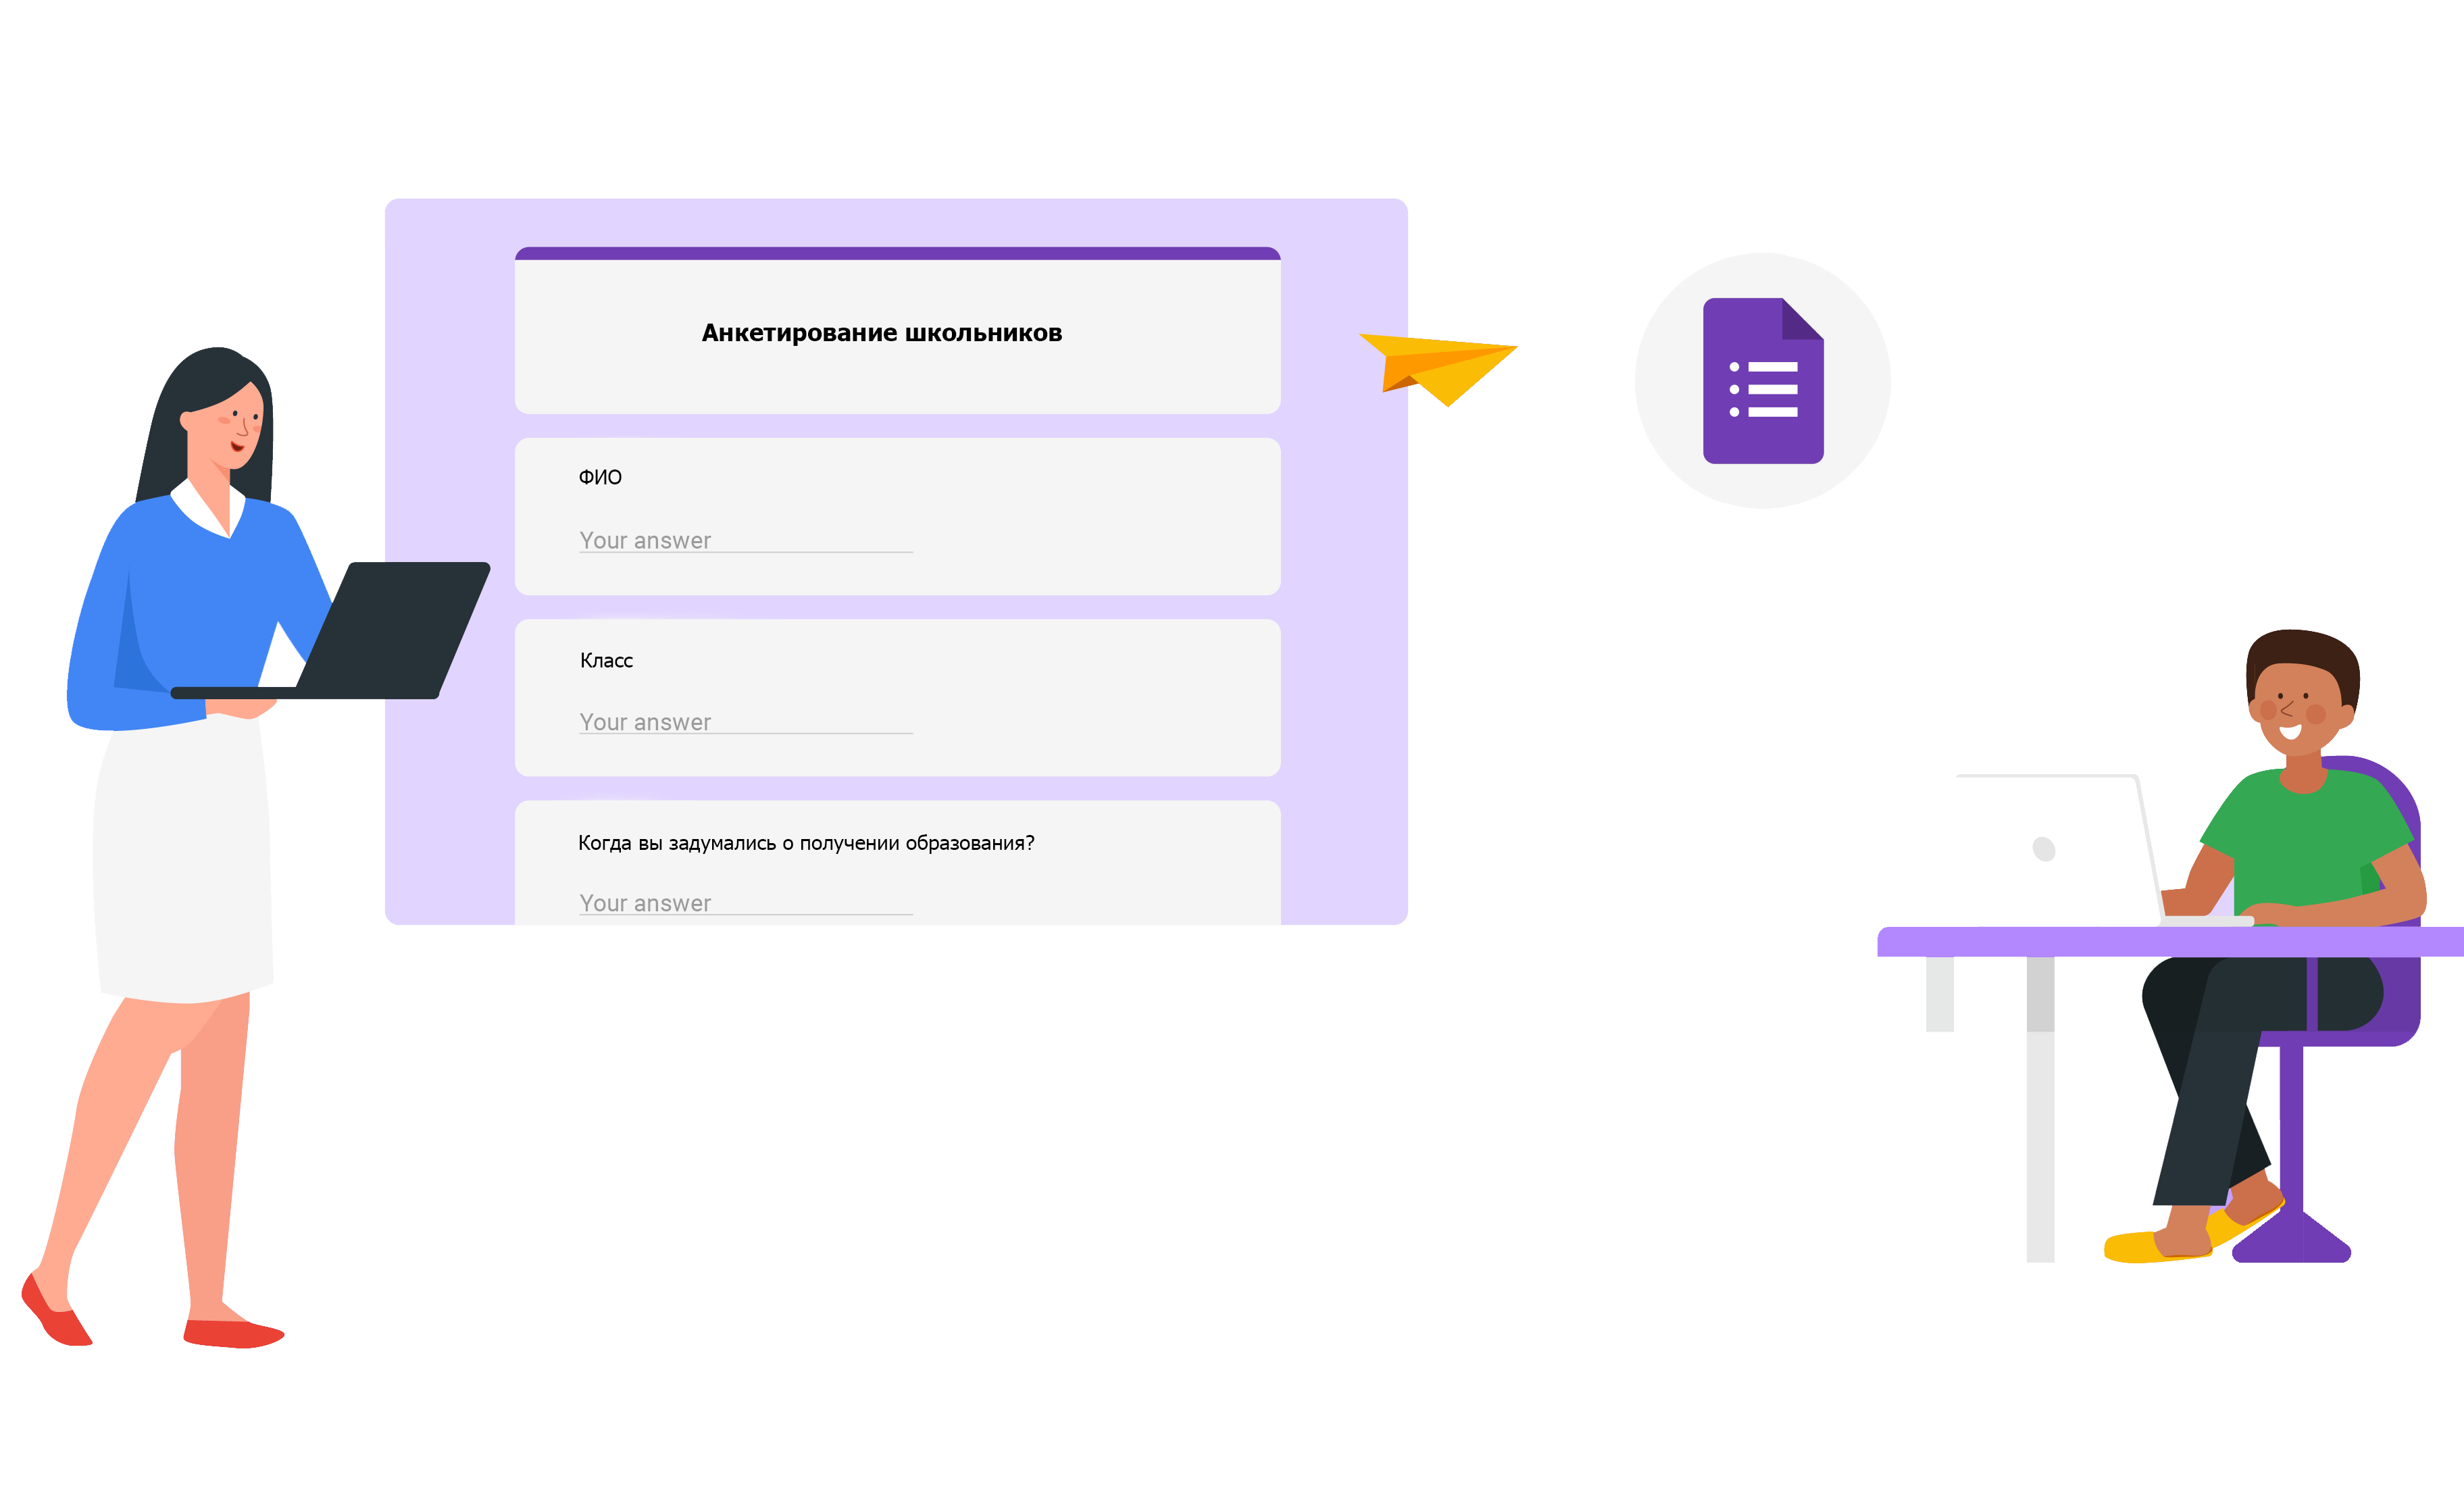 Анкетирование школьников
ФИО
Your answer
Класс
Your answer
Когда вы задумались о получении образования?
Your answer